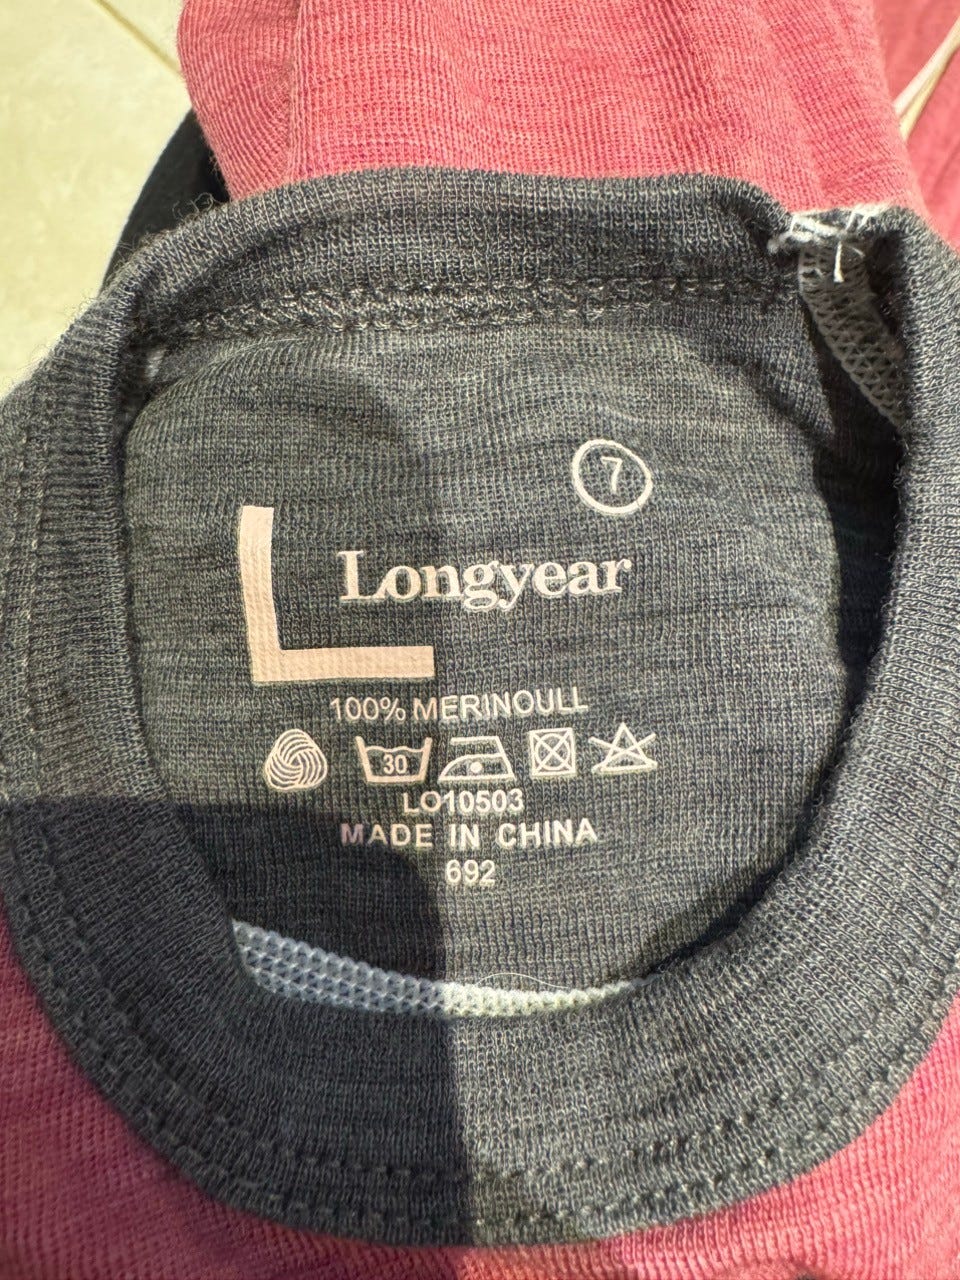 7
Longyear
100% MERINOULL
30
LO10503
MADE IN CHINA
692